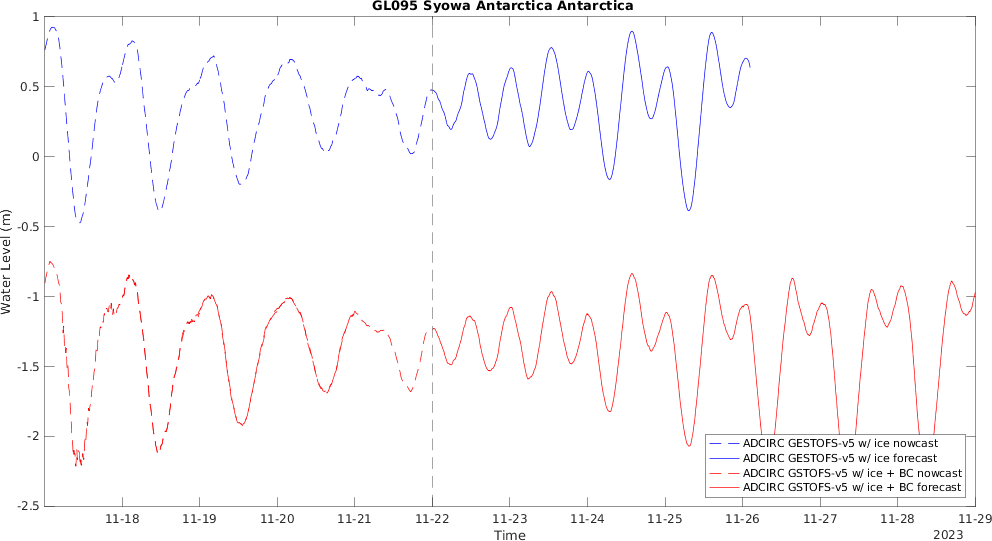 GL095 Syowa Antarctica Antarctica
Water Level (m)
1
0.5
0
-0.5
-1
-1.5
-2
-2.5
ADCIRC GESTOFS-v5 w/ ice nowcast
ADCIRC GESTOFS-v5 w/ ice forecast
ADCIRC GSTOFS-v5 w/ ice + BC nowcast
ADCIRC GSTOFS-v5 w/ ice + BC forecast
11-18 11-19 11-20 11-21 11-22 11-23 11-24 11-25 11-26 11-27 11-28 11-29
Time
2023